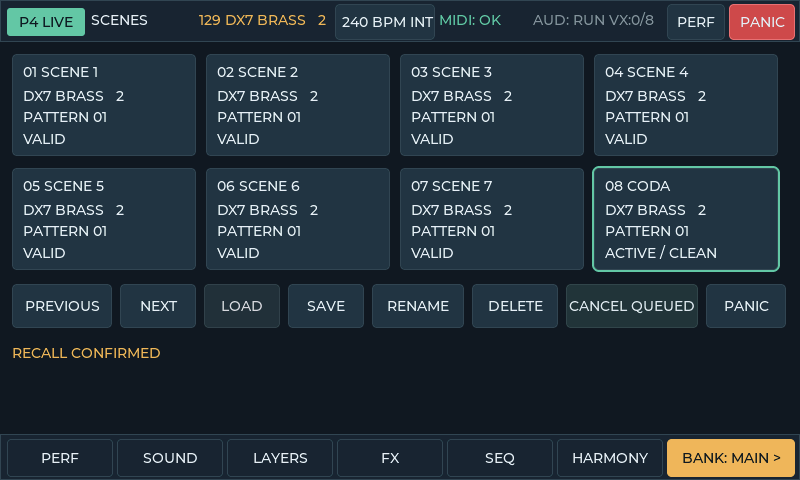 P4 LIVE SCENES 129 DX7 BRASS 2 240 BPM INT MIDI: OK AUD: RUN VX:0/8 PERF PANIC
01 SCENE 1
DX7 BRASS 2
PATTERN 01
VALID
02 SCENE 2
DX7 BRASS 2
PATTERN 01
VALID
03 SCENE 3
DX7 BRASS 2
PATTERN 01
VALID
04 SCENE 4
DX7 BRASS 2
PATTERN 01
VALID
05 SCENE 5
DX7 BRASS 2
PATTERN 01
VALID
06 SCENE 6
DX7 BRASS 2
PATTERN 01
VALID
07 SCENE 7
DX7 BRASS 2
PATTERN 01
VALID
08 CODA
DX7 BRASS 2
PATTERN 01
ACTIVE / CLEAN
PREVIOUS NEXT LOAD SAVE RENAME DELETE CANCEL QUEUED PANIC
RECALL CONFIRMED
PERF SOUND LAYERS FX SEQ HARMONY BANK: MAIN >